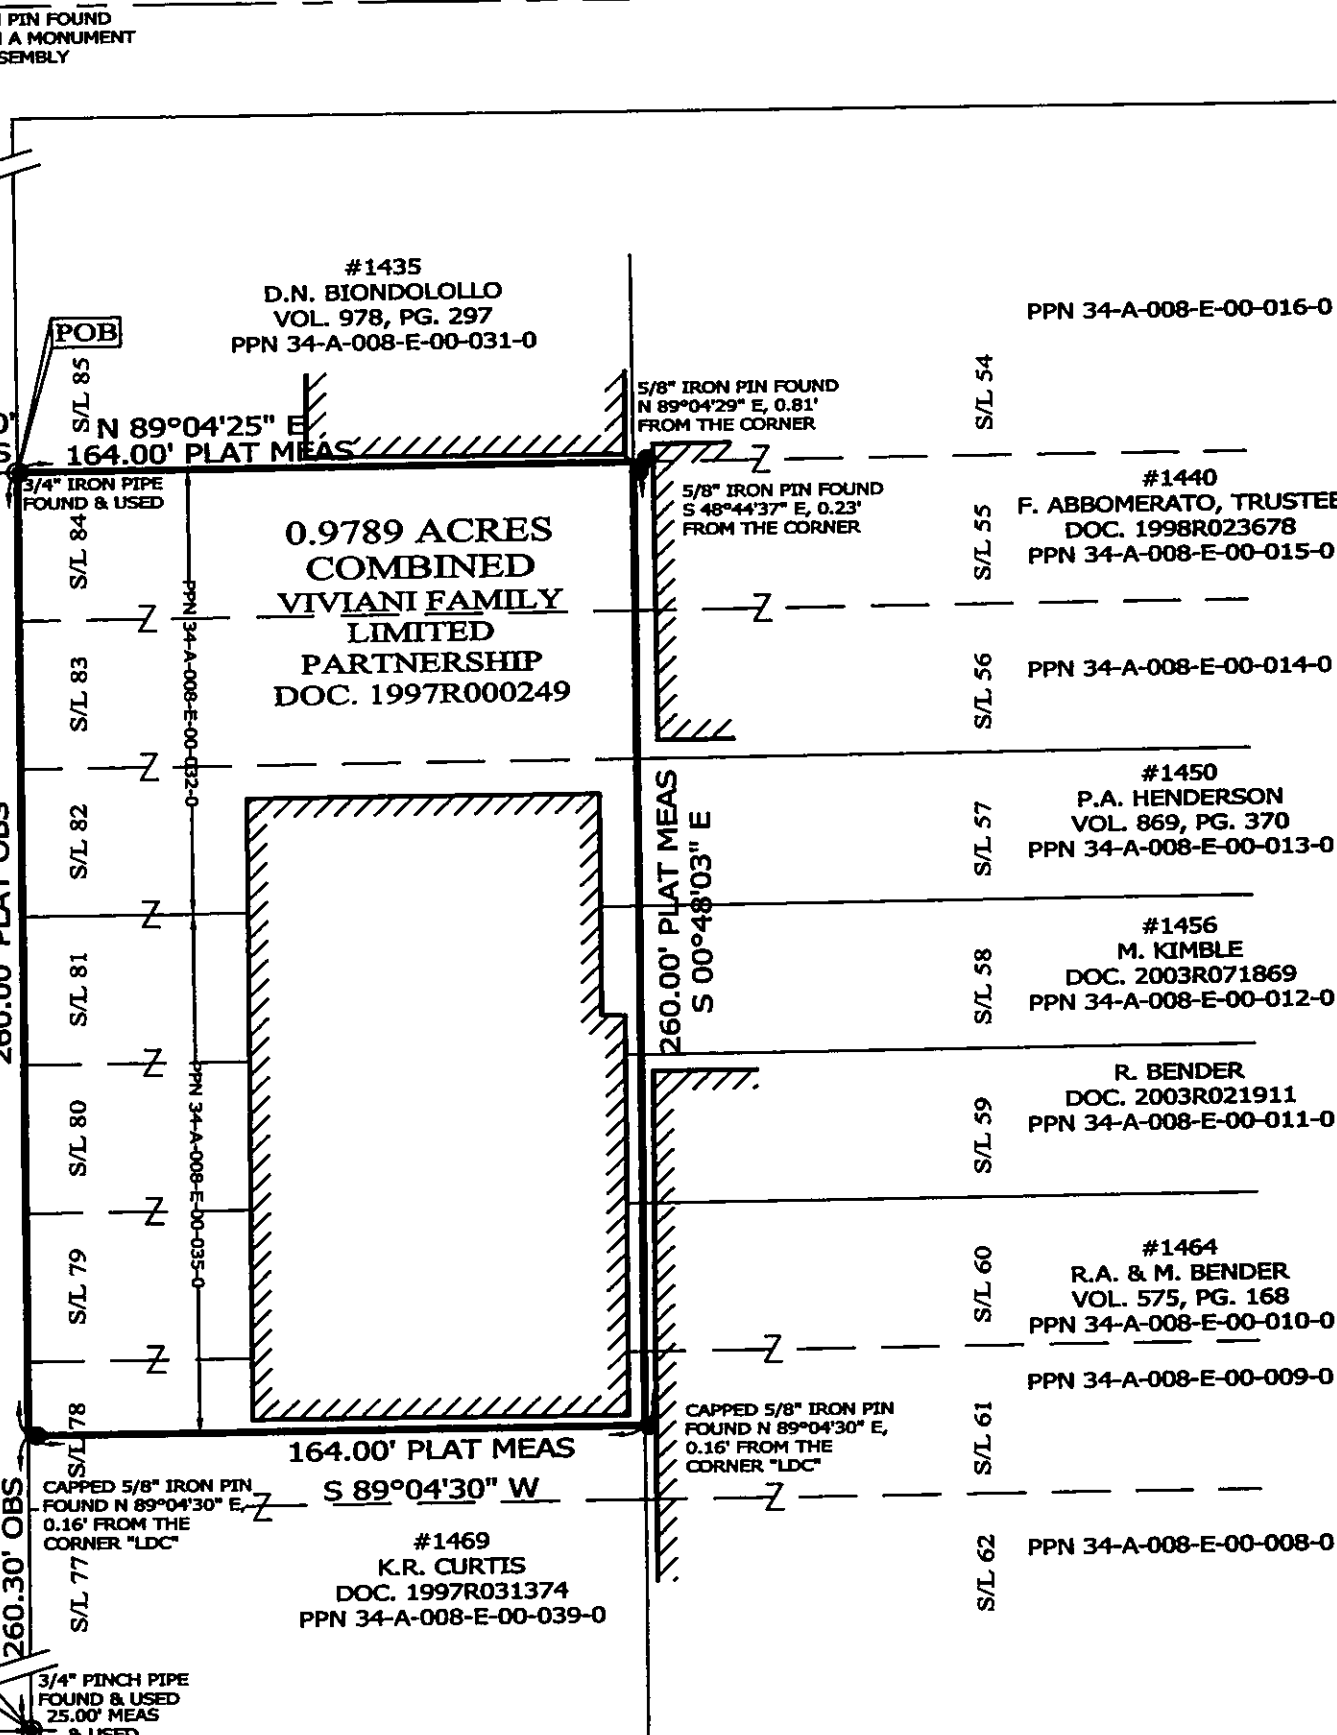 PIN FOUND
A MONUMENT
SEMBLY
#1435
D.N. BIONDOLOLLO
VOL. 978, PG. 297
PPN 34-A-008-E-00-031-0
PPN 34-A-008-E-00-016-0
POB
S/L 85
S/L 54
5/8" IRON PIN FOUND
N 89°04'29" E, 0.81'
FROM THE CORNER
N 89°04'25" E
164.00' PLAT MEAS
3/4" IRON PIPE
FOUND & USED
5/8" IRON PIN FOUND
S 48°44'37" E, 0.23'
FROM THE CORNER
#1440
F. ABBOMERATO, TRUSTEE
DOC. 1998R023678
PPN 34-A-008-E-00-015-0
S/L 84
S/L 55
0.9789 ACRES
COMBINED
VIVIANI FAMILY
LIMITED
PARTNERSHIP
DOC. 1997R000249
Z
Z
PPN 34-A-008-E-00-032-0
S/L 83
S/L 56
PPN 34-A-008-E-00-014-0
Z
Z
#1450
P.A. HENDERSON
VOL. 869, PG. 370
PPN 34-A-008-E-00-013-0
S/L 82
S/L 57
260.00' PLAT MEAS
S 00°48'03" E
260.00' PLAT OBS
Z
#1456
M. KIMBLE
DOC. 2003R071869
PPN 34-A-008-E-00-012-0
S/L 81
S/L 58
Z
R. BENDER
DOC. 2003R021911
PPN 34-A-008-E-00-011-0
PPN 34-A-008-E-00-035-0
S/L 80
S/L 59
Z
#1464
R.A. & M. BENDER
VOL. 575, PG. 168
PPN 34-A-008-E-00-010-0
S/L 79
S/L 60
Z
Z
PPN 34-A-008-E-00-009-0
S/L 78
S/L 61
CAPPED 5/8" IRON PIN
FOUND N 89°04'30" E,
0.16' FROM THE
CORNER "LDC"
164.00' PLAT MEAS
S 89°04'30" W
CAPPED 5/8" IRON PIN
FOUND N 89°04'30" E,
0.16' FROM THE
CORNER "LDC"
Z
Z
#1469
K.R. CURTIS
DOC. 1997R031374
PPN 34-A-008-E-00-039-0
S/L 77
S/L 62
PPN 34-A-008-E-00-008-0
260.30' OBS
3/4" PINCH PIPE
FOUND & USED
25.00' MEAS
& USED